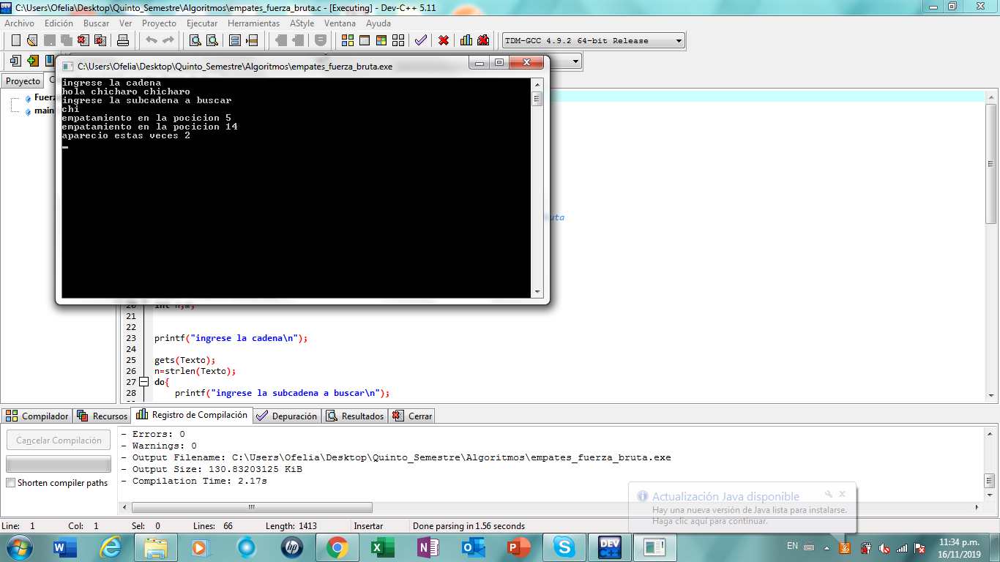 C:\Users\Ofelia\Desktop\Quinto_Semestre\Algoritmos\empates_fuerza_bruta.c - [Executing] - Dev-C++ 5.11
Archivo Edición Buscar Ver Proyecto Ejecutar Herramientas AStyle Ventana Ayuda
TDM-GCC 4.9.2 64-bit Release
C:\Users\Ofelia\Desktop\Quinto_Semestre\Algoritmos\empates_fuerza_bruta.exe
Proyecto
ingrese la cadena
hola chicharo chicharo
ingrese la subcadena a buscar
chi
empatamiento en la pocicion 5
empatamiento en la pocicion 14
aparecio estas veces 2
Fuerz
main
uta
20 int n,m;
21
22
23 printf("ingrese la cadena\n");
24
25 gets(Texto);
26 n=strlen(Texto);
27 do{
28 printf("ingrese la subcadena a buscar\n");
Compilador Recursos Registro de Compilación Depuración Resultados Cerrar
Cancelar Compilación
Shorten compiler paths
- Errors: 0
- Warnings: 0
- Output Filename: C:\Users\Ofelia\Desktop\Quinto_Semestre\Algoritmos\empates_fuerza_bruta.exe
- Output Size: 130.83203125 KiB
- Compilation Time: 2.17s
Actualización Java disponible
Hay una nueva versión de Java lista para instalarse.
Haga clic aquí para continuar.
Line: 1 Col: 1 Sel: 0 Lines: 66 Length: 1413 Insertar Done parsing in 1.56 seconds
EN
11:34 p.m.
16/11/2019